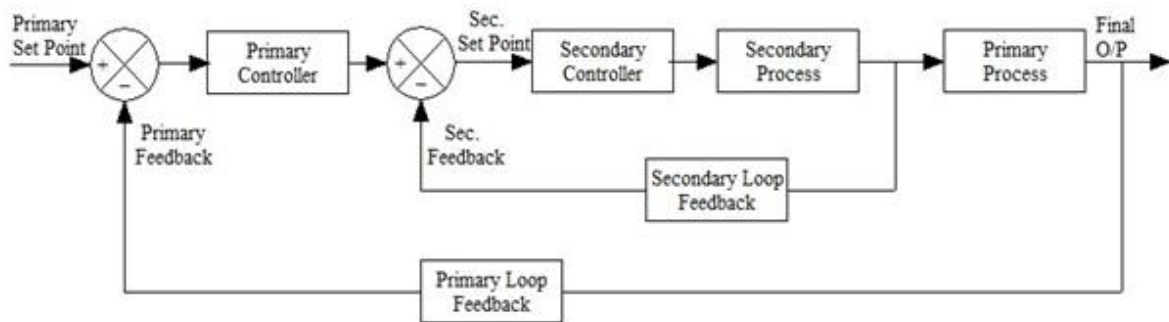 Primary
Set Point
+
−
Primary
Controller
Sec.
Set Point
+
−
Secondary
Controller
Secondary
Process
Primary
Process
Final
O/P
Primary
Feedback
Sec.
Feedback
Secondary Loop
Feedback
Primary Loop
Feedback